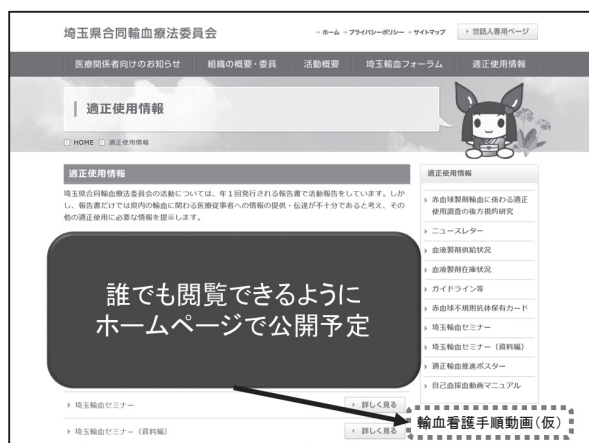 埼玉県合同輸血療法委員会
ホーム プライバシーポリシー サイトマップ 世話人専用ページ
医療関係者向けのお知らせ 組織の概要・委員 活動概要 埼玉輸血フォーラム 適正使用情報
適正使用情報
HOME 適正使用情報
適正使用情報
埼玉県合同輸血療法委員会の活動については、年1回発行される報告書で活動報告をしています。しか
し、報告書だけでは県内の輸血に関わる医療従事者への情報の提供・伝達が不十分であると考え、その
他の適正使用に必要な情報を提示します。
誰でも閲覧できるように
ホームページで公開予定
埼玉輸血セミナー 詳しく見る
埼玉輸血セミナー（資料編） 詳しく見る
適正使用情報
赤血球製剤輸血に係わる適正
使用調査の後方視的研究
ニュースレター
血液製剤供給状況
血液製剤在庫状況
ガイドライン等
赤血球不規則抗体保有カード
埼玉輸血セミナー
埼玉輸血セミナー（資料編）
適正輸血推進ポスター
自己血採血動画マニュアル
輸血看護手順動画(仮)